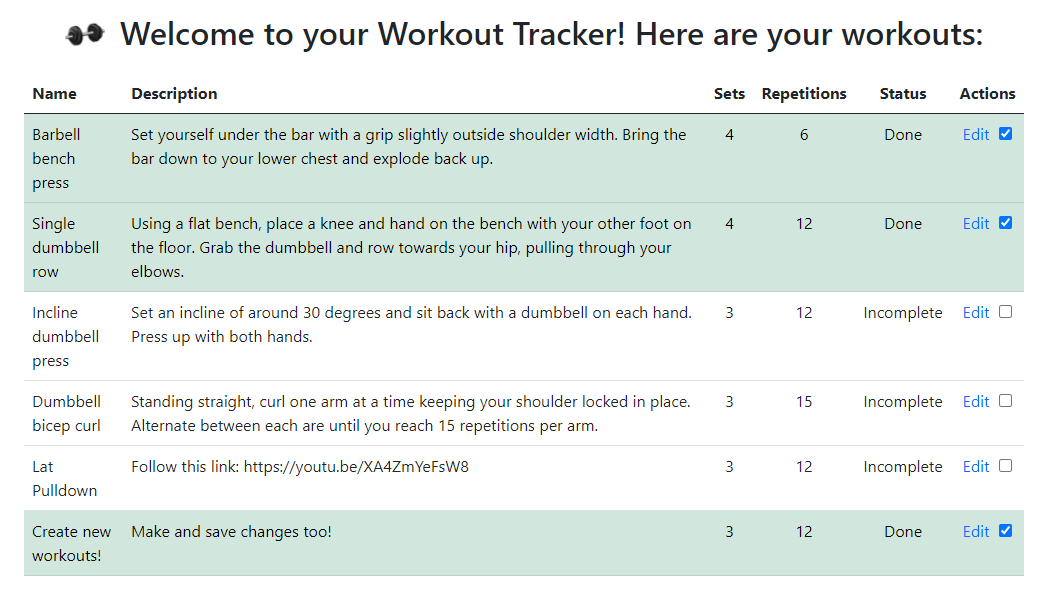 Welcome to your Workout Tracker! Here are your workouts:
Name Description Sets Repetitions Status Actions
Barbell Set yourself under the bar with a grip slightly outside shoulder width. Bring the 4 6 Done Edit
bench bar down to your lower chest and explode back up.
press
Single Using a flat bench, place a knee and hand on the bench with your other foot on 4 12 Done Edit
dumbbell the floor. Grab the dumbbell and row towards your hip, pulling through your
row elbows.
Incline Set an incline of around 30 degrees and sit back with a dumbbell on each hand. 3 12 Incomplete Edit
dumbbell Press up with both hands.
press
Dumbbell Standing straight, curl one arm at a time keeping your shoulder locked in place. 3 15 Incomplete Edit
bicep curl Alternate between each are until you reach 15 repetitions per arm.
Lat Follow this link: https://youtu.be/XA4ZmYeFsW8 3 12 Incomplete Edit
Pulldown
Create new Make and save changes too! 3 12 Done Edit
workouts!